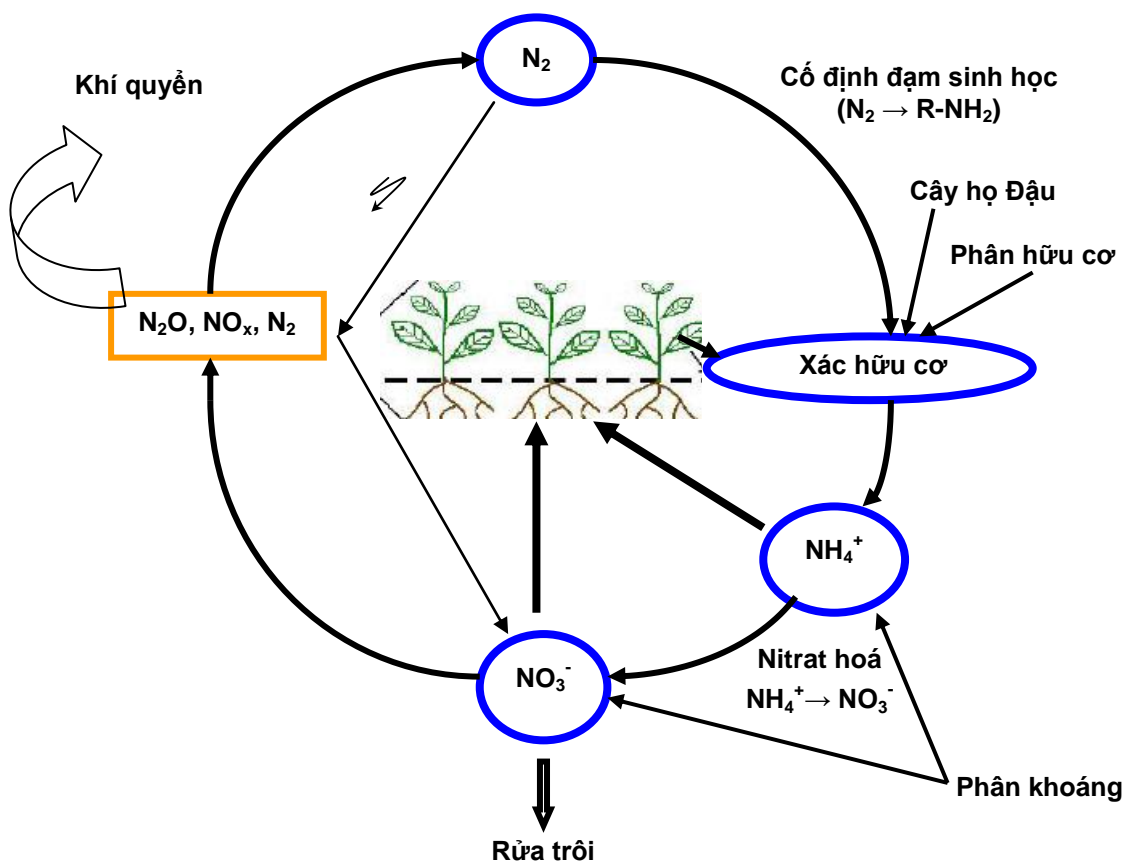 N₂
Khí quyển
Cố định đạm sinh học
(N₂ → R-NH₂)
Cây họ Đậu
Phân hữu cơ
N₂O, NOₓ, N₂
Xác hữu cơ
NH₄⁺
Nitrat hoá
NH₄⁺→ NO₃⁻
NO₃⁻
Phân khoáng
Rửa trôi